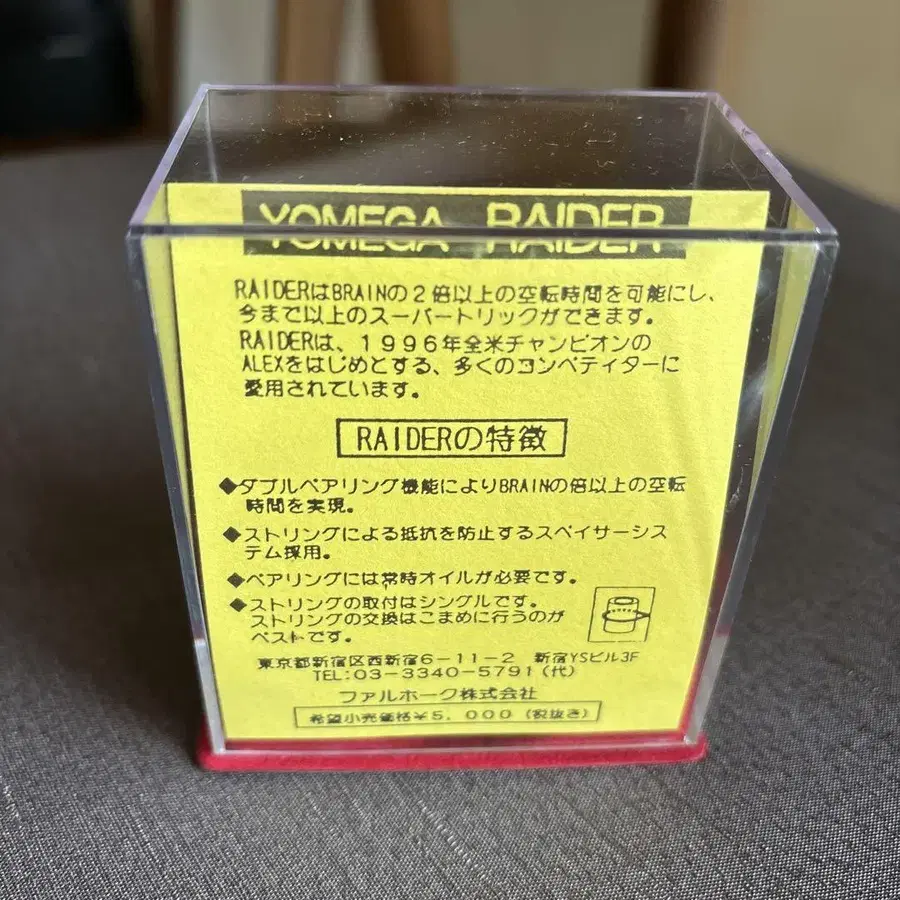 YOMEGA RAIDER
RAIDERはBRAINの2倍以上の空転時間を可能にし、
今まで以上のスーパートリックができます。
RAIDERは、1996年全米チャンピオンの
ALEXをはじめとする、多くのコンペティターに
愛用されています。
RAIDERの特徴
◆ダブルベアリング機能によりBRAINの倍以上の空転
時間を実現。
◆ストリングによる抵抗を防止するスペイサーシス
テム採用。
◆ベアリングには常時オイルが必要です。
◆ストリングの取付はシングルです。
ストリングの交換はこまめに行うのが
ベストです。
東京都新宿区西新宿6-11-2 新宿YSビル3F
TEL:03-3340-5791(代)
ファルホーク株式会社
希望小売価格¥5,000(税抜き)